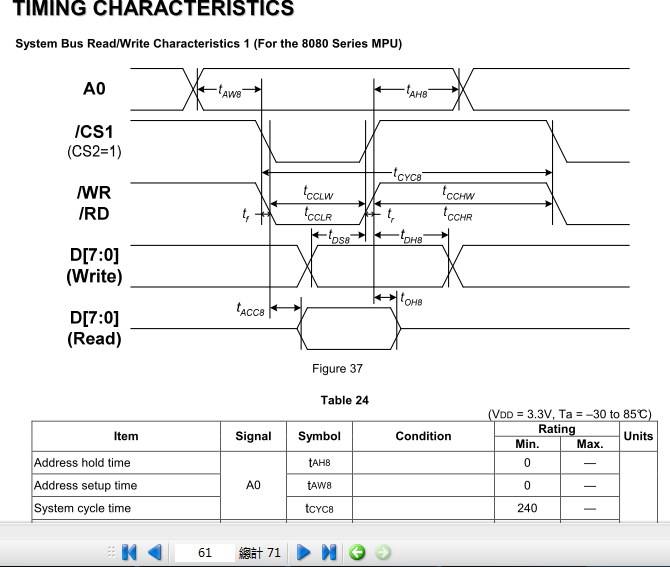 TIMING CHARACTERISTICS
System Bus Read/Write Characteristics 1 (For the 8080 Series MPU)
A0
tAW8
tAH8
/CS1
(CS2=1)
tCYC8
/WR
/RD
tCCLW
tCCHW
tf
tCCLR
tr
tCCHR
tDS8
tDH8
D[7:0]
(Write)
tACC8
tOH8
D[7:0]
(Read)
Figure 37
Table 24
(VDD = 3.3V, Ta = –30 to 85℃)
Item Signal Symbol Condition Rating Units
Min. Max.
Address hold time tAH8 0 —
Address setup time A0 tAW8 0 —
System cycle time tCYC8 240 —
61 總計 71